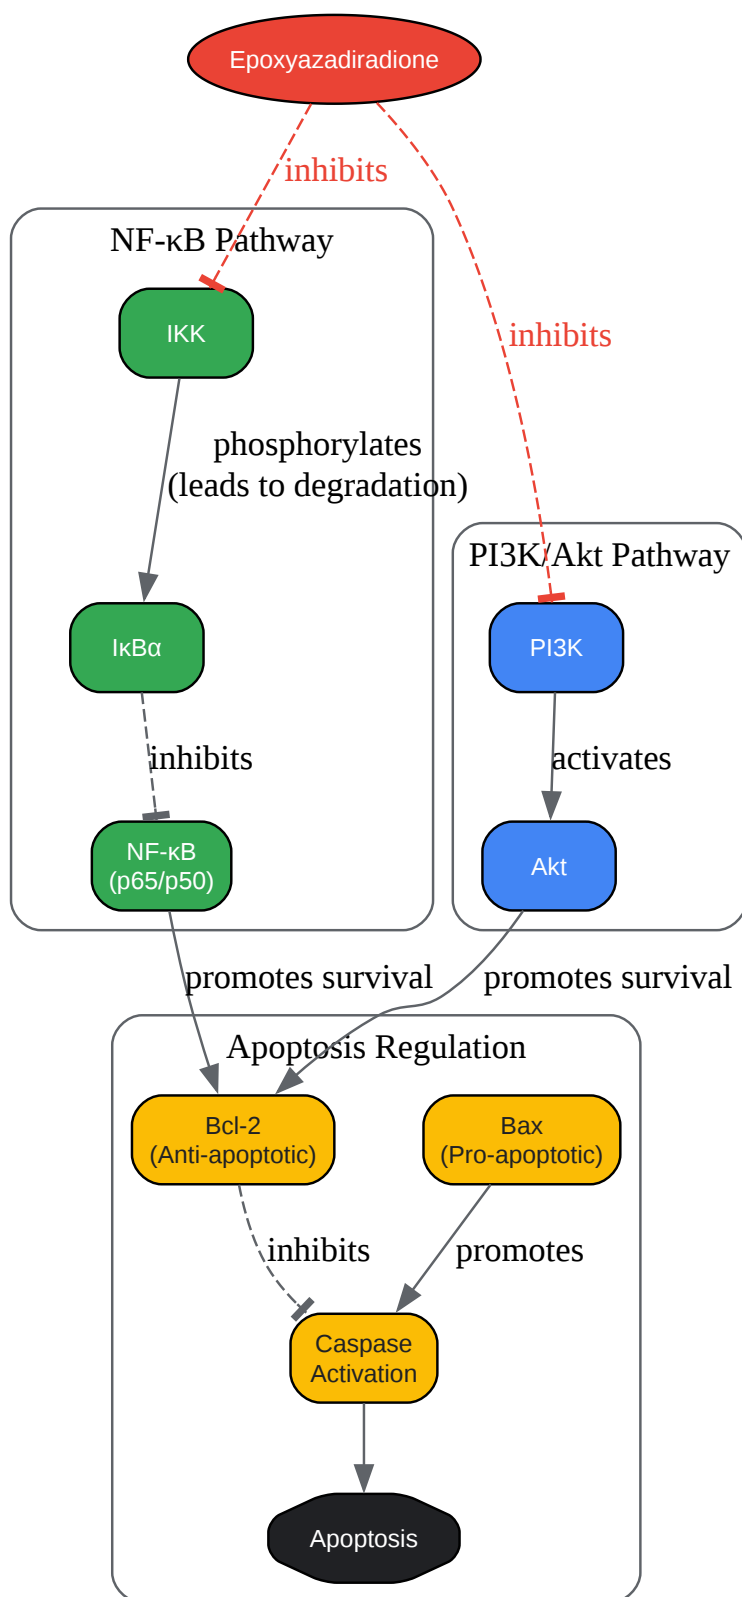 Epoxyazadiradione
inhibits
NF-κB Pathway
IKK
inhibits
phosphorylates
(leads to degradation)
PI3K/Akt Pathway
IκBα
PI3K
inhibits
activates
NF-κB
(p65/p50)
Akt
promotes survival
promotes survival
Apoptosis Regulation
Bcl-2
(Anti-apoptotic)
Bax
(Pro-apoptotic)
inhibits
promotes
Caspase
Activation
Apoptosis